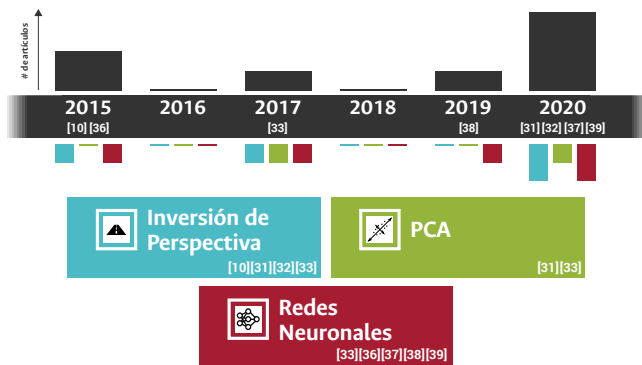 # de artículos
2015 2016 2017 2018 2019 2020
[10] [36] [33] [38] [31] [32] [37] [39]
Inversión de
Perspectiva
[10][31][32][33]
PCA
[31][33]
Redes
Neuronales
[33][36][37][38][39]